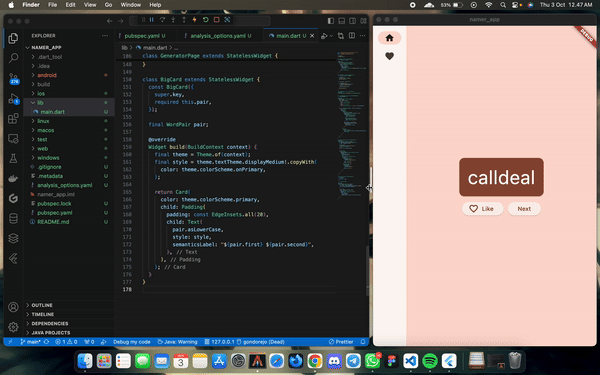 Finder File Edit View Go Window Help
53% Thu 3 Oct 12.47 AM
EXPLORER
NAMER_APP
.dart_tool
.idea
android
build
ios
lib
main.dart U
linux
macos
test
web
windows
.gitignore U
.metadata U
analysis_options.yaml U
namer_app.iml
pubspec.lock U
pubspec.yaml U
README.md U
OUTLINE
TIMELINE
DEPENDENCIES
JAVA PROJECTS
pubspec.yaml U
analysis_options.yaml U
main.dart U
lib > main.dart > ...
class GeneratorPage extends StatelessWidget {
148 }
149
150 class BigCard extends StatelessWidget {
151 const BigCard({
152 super.key,
153 required this.pair,
154 });
155
156 final WordPair pair;
157
158 @override
159 Widget build(BuildContext context) {
160 final theme = Theme.of(context);
161 final style = theme.textTheme.displayMedium!.copyWith(
162 color: theme.colorScheme.onPrimary,
163 );
164
165 return Card(
166 color: theme.colorScheme.primary,
167 child: Padding(
168 padding: const EdgeInsets.all(20),
169 child: Text(
170 pair.asLowerCase,
171 style: style,
172 semanticsLabel: "${pair.first} ${pair.second}",
173 ), // Text
174 ), // Padding
175 ); // Card
176 }
177 }
178
main* 1 0 Debug my code Java: Warning 127.0.0.1 gondorejo (Dead) Prettier
namer_app
DEBUG
calldeal
Like Next